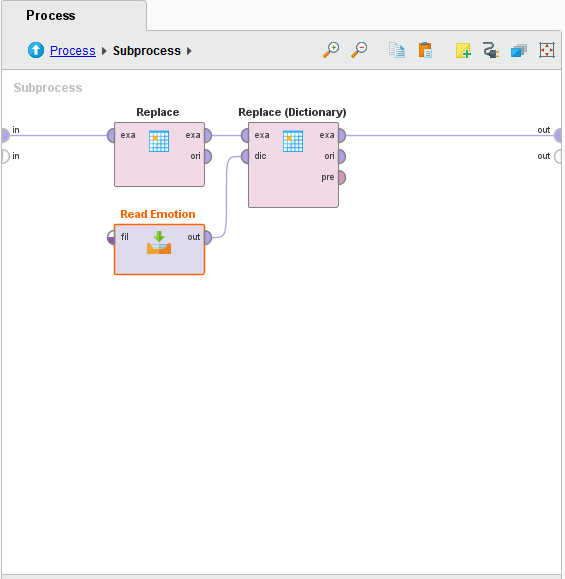 Process
Process Subprocess
Subprocess
Replace Replace (Dictionary)
in exa exa exa exa out
in ori dic ori out
pre
Read Emotion
fil out